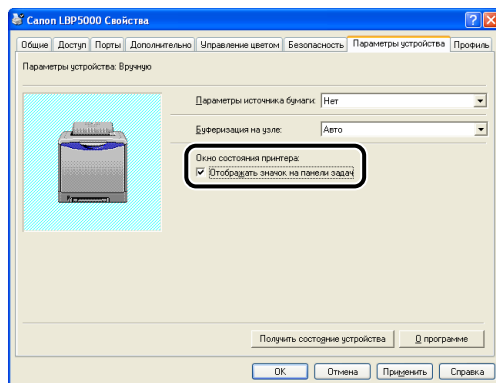 Canon LBP5000 Свойства
Общие Доступ Порты Дополнительно Управление цветом Безопасность Параметры устройства Профиль
Параметры устройства: Вручную
Параметры источника бумаги: Нет
Буферизация на узле: Авто
Окно состояния принтера:
Отображать значок на панели задач
Получить состояние устройства О программе
OK Отмена Применить Справка